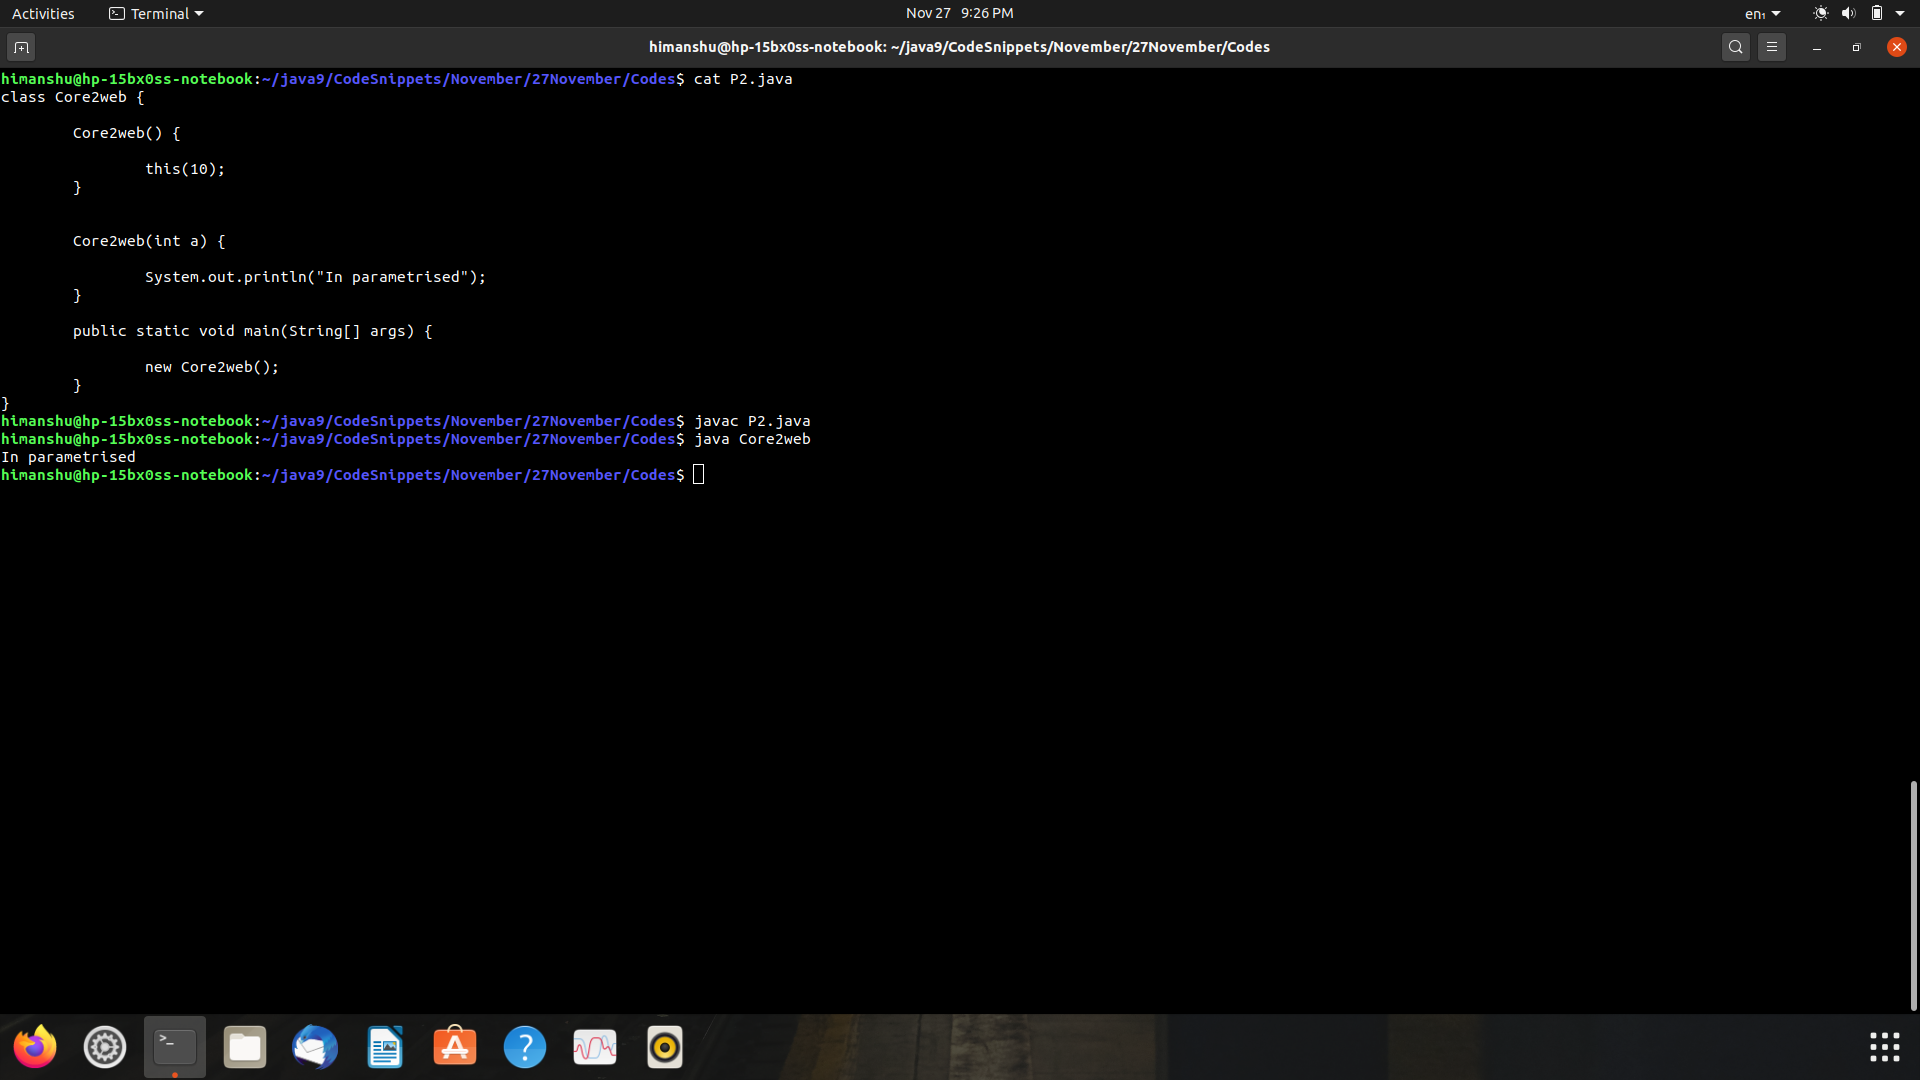 Activities Terminal Nov 27 9:26 PM en₁
himanshu@hp-15bx0ss-notebook: ~/java9/CodeSnippets/November/27November/Codes
himanshu@hp-15bx0ss-notebook:~/java9/CodeSnippets/November/27November/Codes$ cat P2.java
class Core2web {
Core2web() {
this(10);
}
Core2web(int a) {
System.out.println("In parametrised");
}
public static void main(String[] args) {
new Core2web();
}
}
himanshu@hp-15bx0ss-notebook:~/java9/CodeSnippets/November/27November/Codes$ javac P2.java
himanshu@hp-15bx0ss-notebook:~/java9/CodeSnippets/November/27November/Codes$ java Core2web
In parametrised
himanshu@hp-15bx0ss-notebook:~/java9/CodeSnippets/November/27November/Codes$